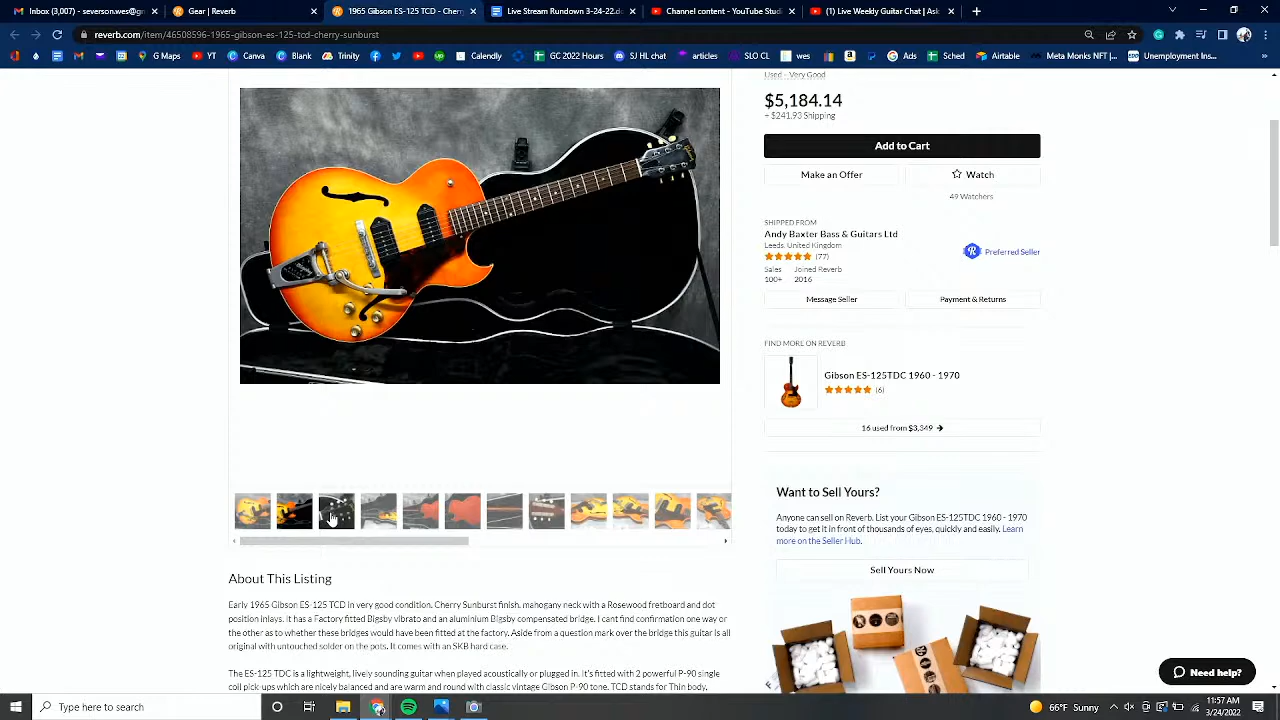 Inbox (3,007) - severson.wes@gm
Gear | Reverb
1965 Gibson ES-125 TCD - Cherry
Live Stream Rundown 3-24-22.do
Channel content - YouTube Studi
(1) Live Weekly Guitar Chat | Ask
reverb.com/item/46508596-1965-gibson-es-125-tcd-cherry-sunburst
G Maps
YT
Canva
Trinity
Calendly
GC 2022 Hours
SJ HL chat
articles
SLO CL
wes
Ads
Sched
Airtable
Meta Monks NFT |...
Unemployment Ins...
Used – Very Good
$5,184.14
+ $241.93 Shipping
Add to Cart
Make an Offer
Watch
49 Watchers
SHIPPED FROM
Andy Baxter Bass & Guitars Ltd
Leeds, United Kingdom
(77)
Preferred Seller
Sales Joined Reverb
100+ 2016
Message Seller
Payment & Returns
FIND MORE ON REVERB
Gibson ES-125TDC 1960 - 1970
(6)
16 used from $3,349 →
Want to Sell Yours?
Anyone can sell on Reverb. List your Gibson ES-125TDC 1960 - 1970
today to get it in front of thousands of eyes, quickly and easily. Learn
more on the Seller Hub.
Sell Yours Now
About This Listing
Early 1965 Gibson ES-125 TCD in very good condition. Cherry Sunburst finish, mahogany neck with a Rosewood fretboard and dot
position inlays. It has a Factory fitted Bigsby vibrato and an aluminium Bigsby compensated bridge. I cant find confirmation one way or
the other as to whether these bridges would have been fitted at the factory. Aside from a question mark over the bridge this guitar is all
original with untouched solder on the pots. It comes with an SKB hard case.
The ES-125 TDC is a lightweight, lively sounding guitar when played acoustically or plugged in. It's fitted with 2 powerful P-90 single
coil pick-ups which are nicely balanced and are warm and round with classic vintage Gibson P-90 tone. TCD stands for Thin body,
Need help?
Type here to search
66°F Sunny
11:57 AM
3/24/2022